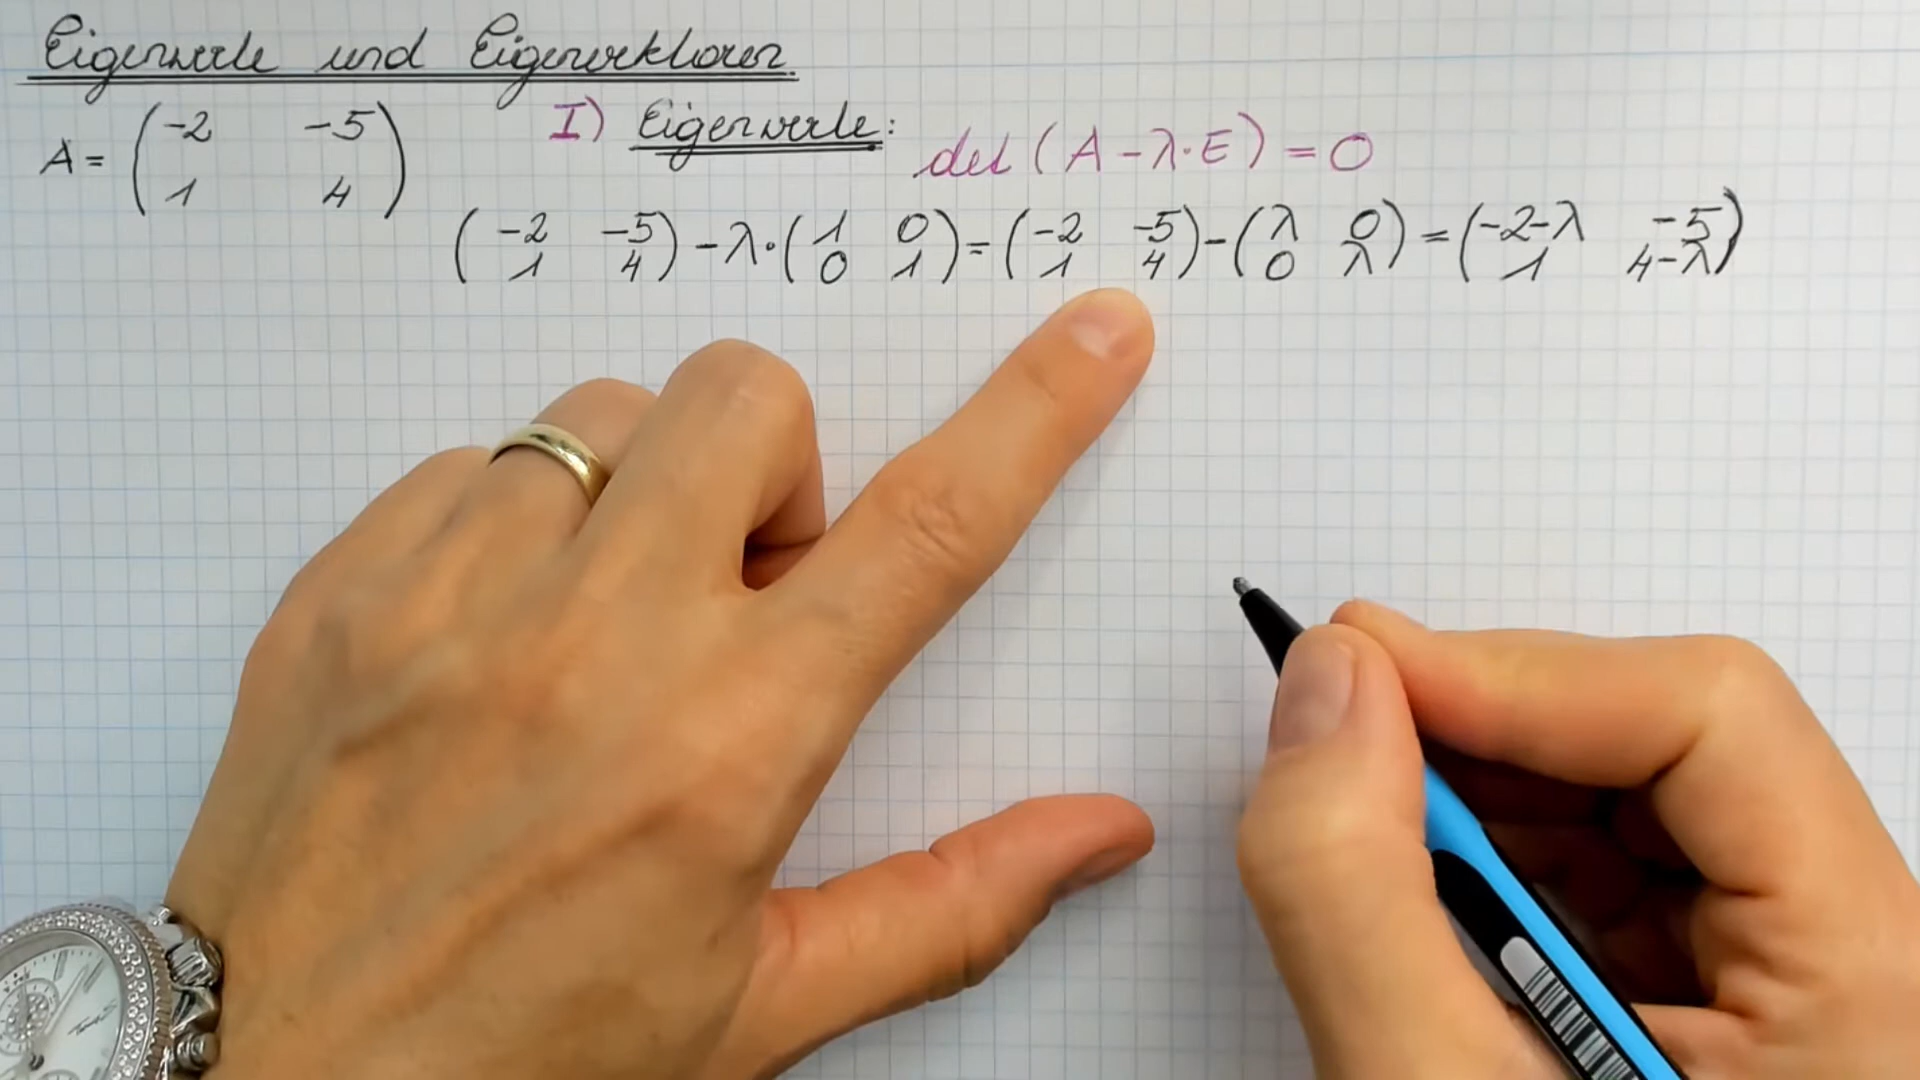 Eigenwerte und Eigenvektoren
I) Eigenwerte: det(A-λ·E)=0
A = (-2 -5
1 4)
(-2 -5
1 4) - λ·(1 0
0 1) = (-2 -5
1 4) - (λ 0
0 λ) = (-2-λ -5
1 4-λ)